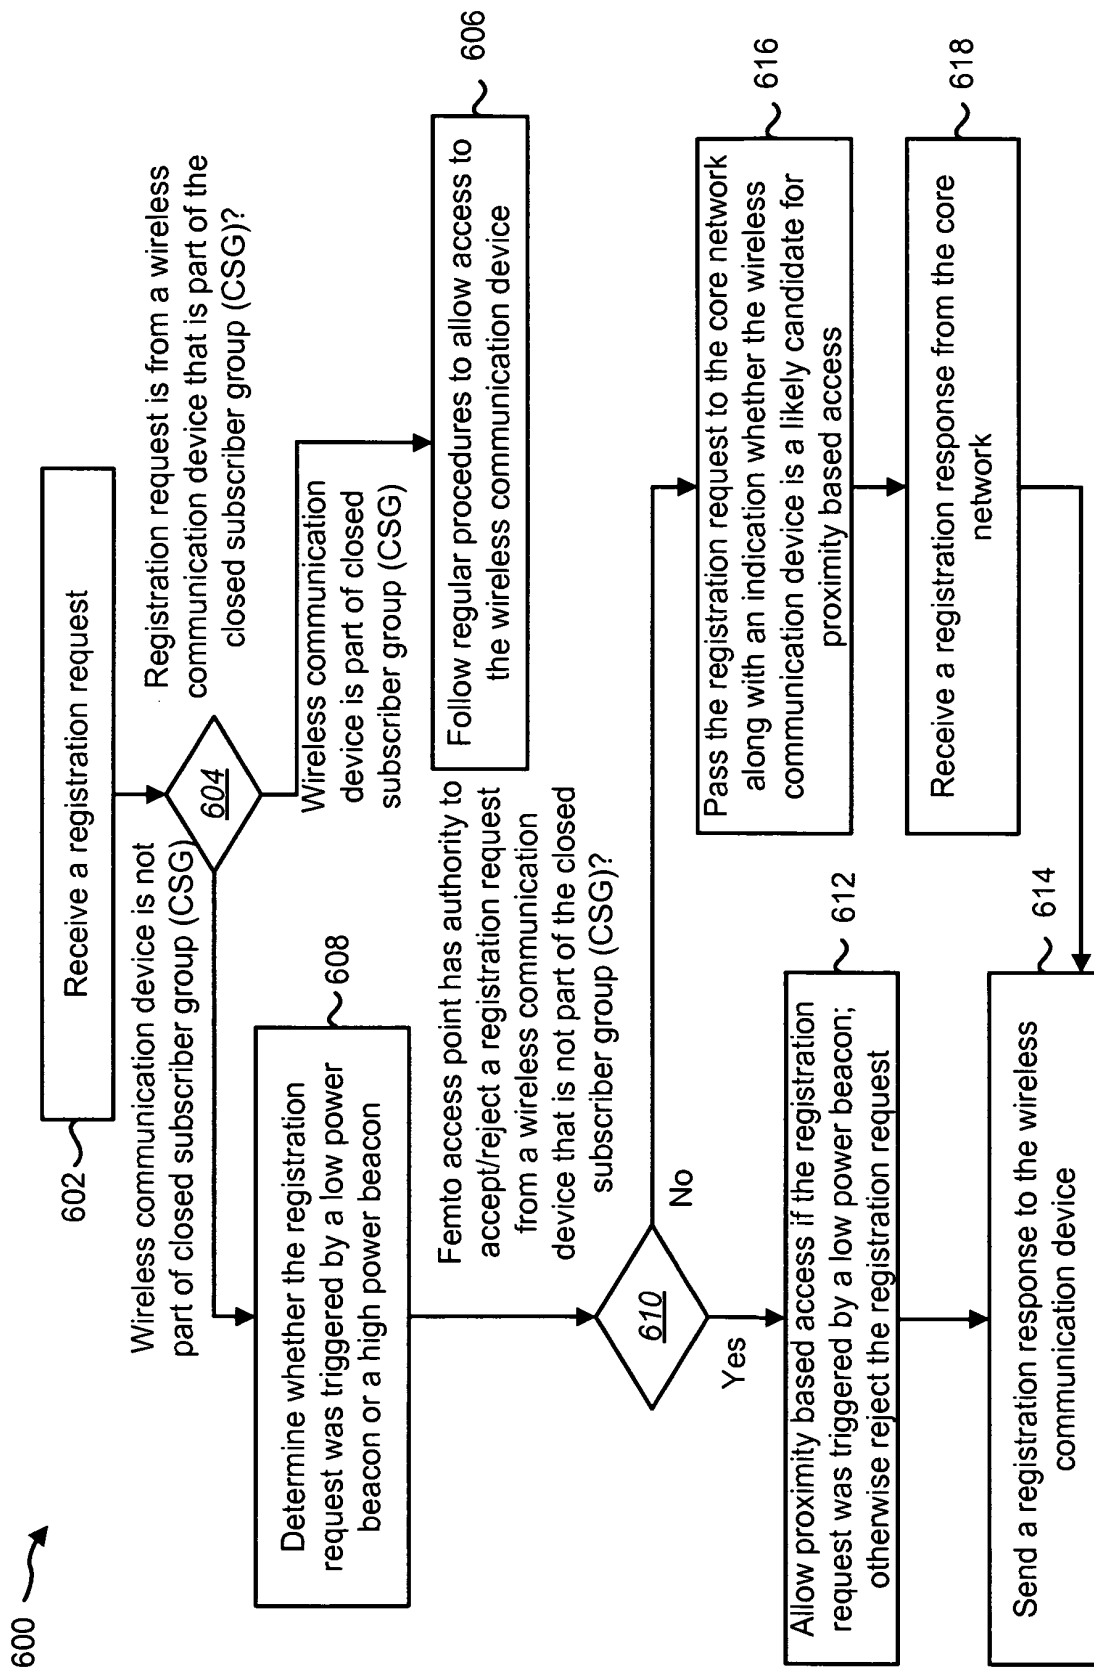 600
602
Receive a registration request
604
Registration request is from a wireless
communication device that is part of the
closed subscriber group (CSG)?
Wireless communication device is not
part of closed subscriber group (CSG)
Wireless communication
device is part of closed
subscriber group (CSG)
606
Follow regular procedures to allow access to
the wireless communication device
608
Determine whether the registration
request was triggered by a low power
beacon or a high power beacon
Femto access point has authority to
accept/reject a registration request
from a wireless communication
device that is not part of the closed
subscriber group (CSG)?
610
Yes
No
612
Allow proximity based access if the registration
request was triggered by a low power beacon;
otherwise reject the registration request
616
Pass the registration request to the core network
along with an indication whether the wireless
communication device is a likely candidate for
proximity based access
618
Receive a registration response from the core
network
614
Send a registration response to the wireless
communication device